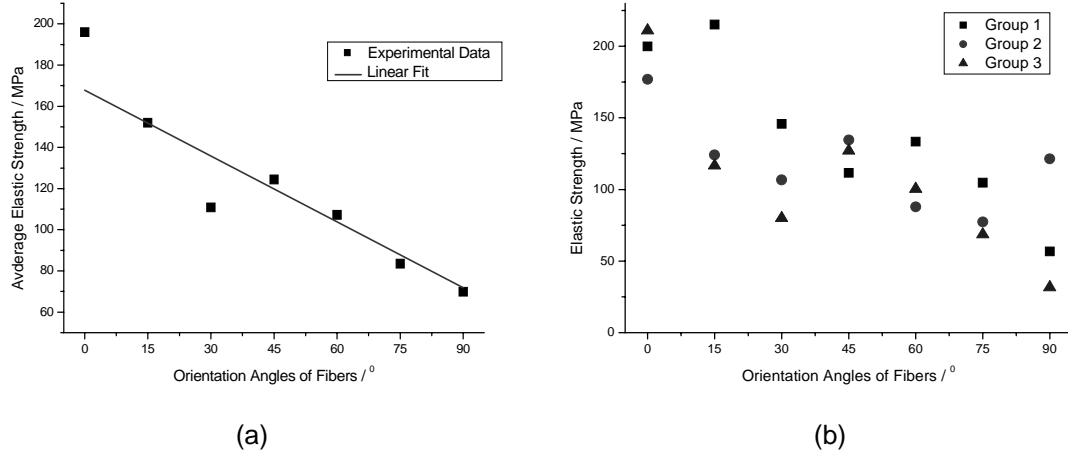 200
180
160
140
120
100
80
60
0 15 30 45 60 75 90
Avderage Elastic Strength / MPa
Orientation Angles of Fibers / 0
Experimental Data
Linear Fit
(a)
200
150
100
50
0
0 15 30 45 60 75 90
Elastic Strength / MPa
Orientation Angles of Fibers / 0
Group 1
Group 2
Group 3
(b)